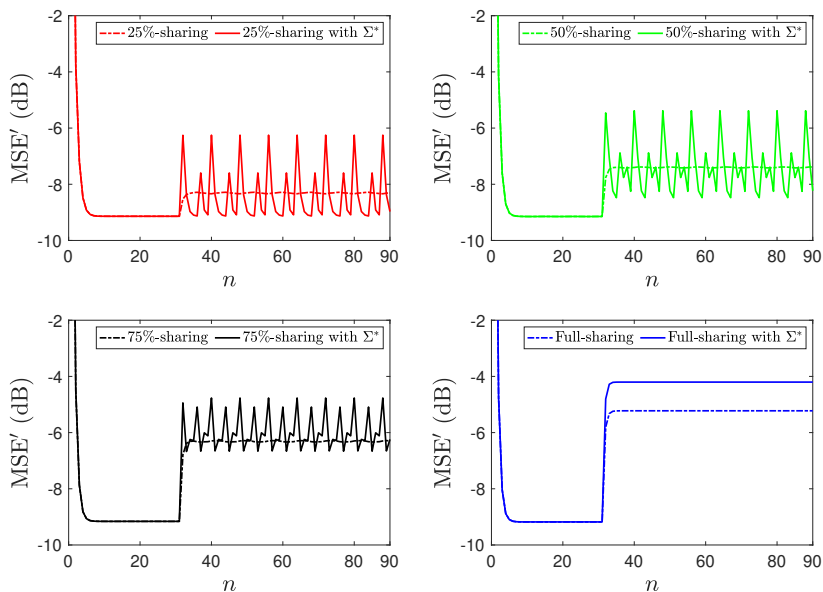 -2
25%-sharing 25%-sharing with Σ*
-4
-6
-8
-10
MSE′ (dB)
0 20 40 60 80 90
n
-2
50%-sharing 50%-sharing with Σ*
-4
-6
-8
-10
MSE′ (dB)
0 20 40 60 80 90
n
-2
75%-sharing 75%-sharing with Σ*
-4
-6
-8
-10
MSE′ (dB)
0 20 40 60 80 90
n
-2
Full-sharing Full-sharing with Σ*
-4
-6
-8
-10
MSE′ (dB)
0 20 40 60 80 90
n